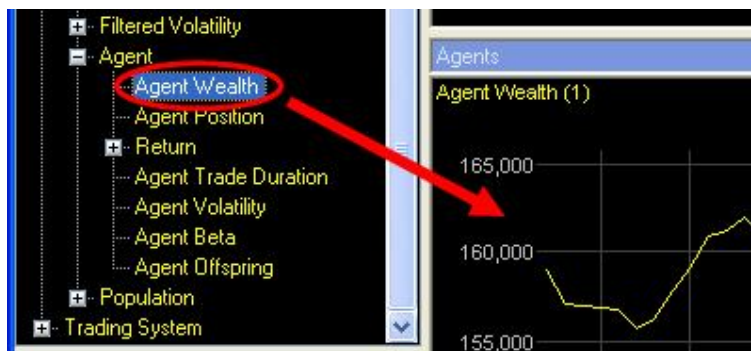 Filtered Volatility
Agent
Agent Wealth
Agent Position
Return
Agent Trade Duration
Agent Volatility
Agent Beta
Agent Offspring
Population
Trading System
Agents
Agent Wealth (1)
165,000
160,000
155,000